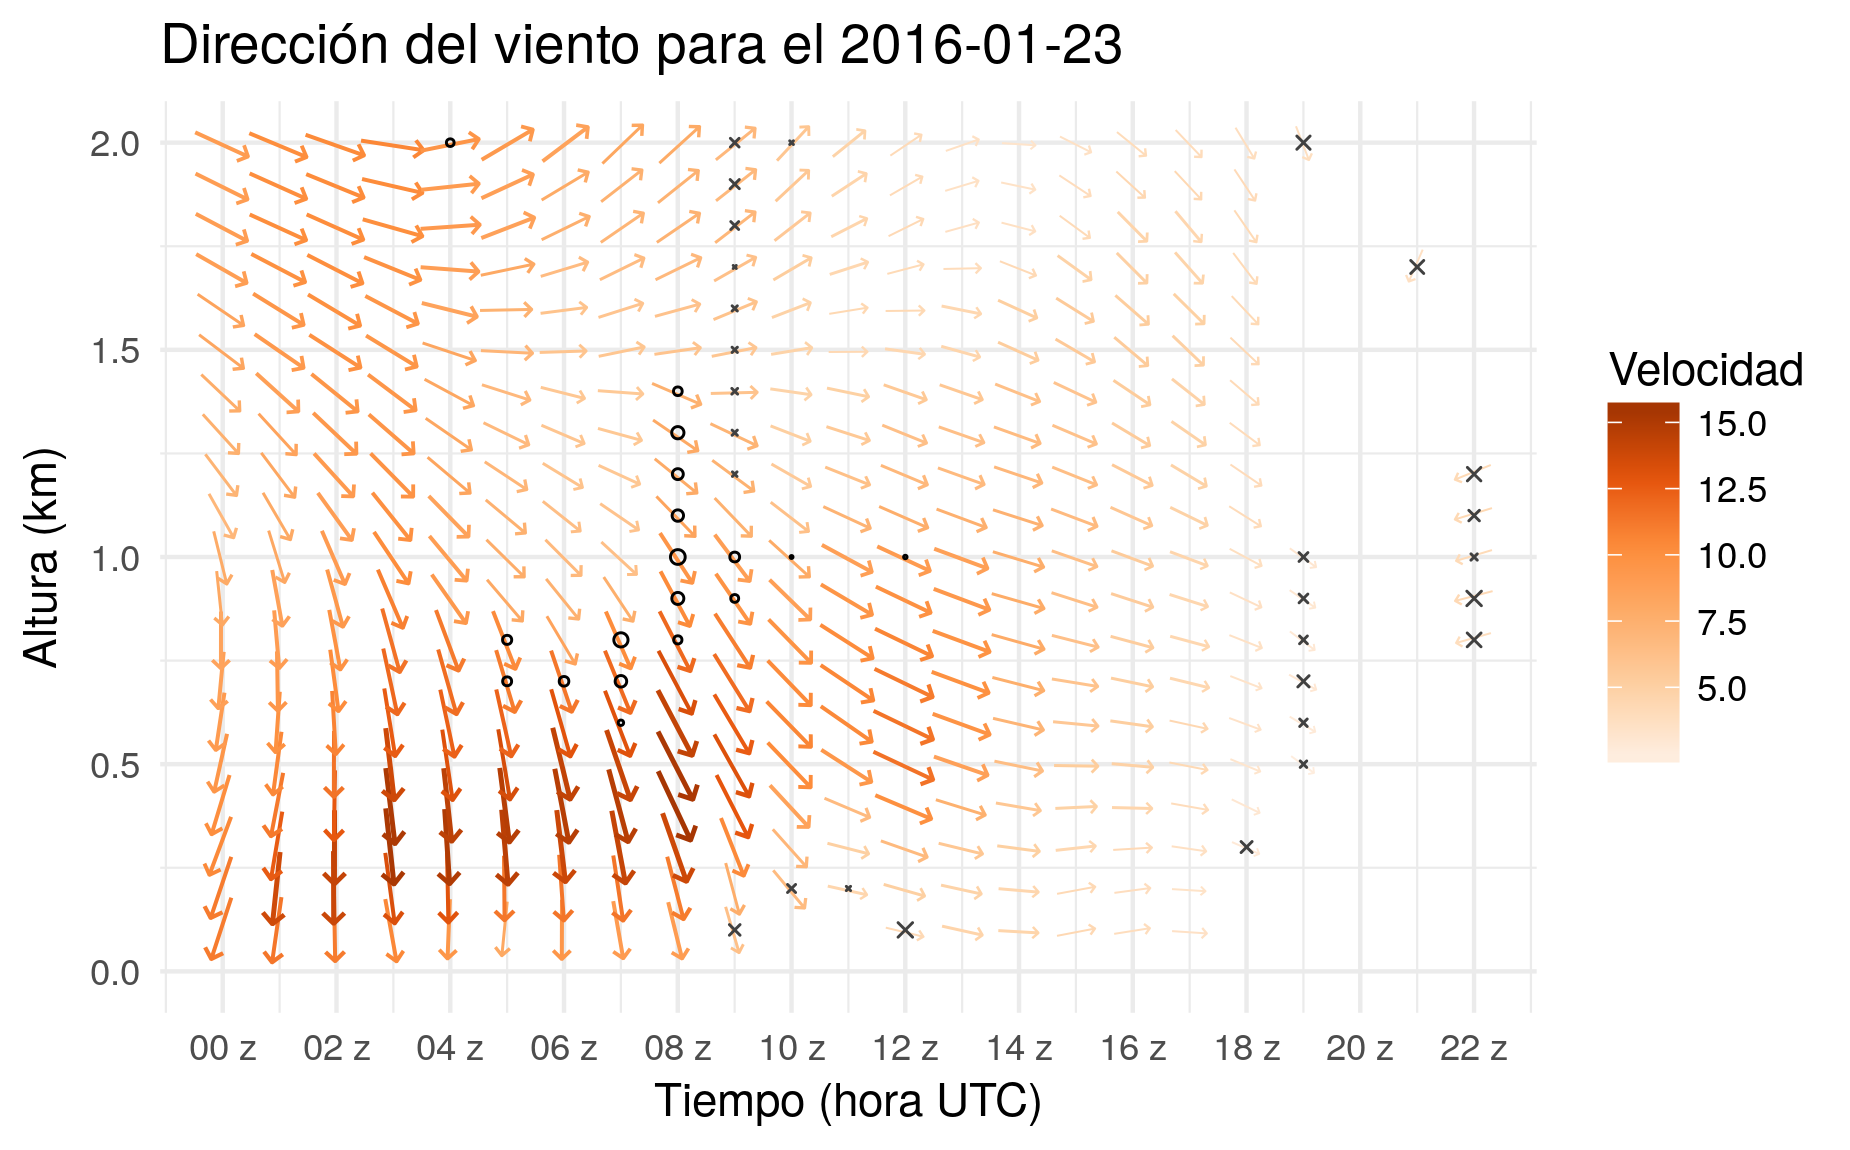 Dirección del viento para el 2016-01-23
Altura (km)
2.0
1.5
1.0
0.5
0.0
00 z 02 z 04 z 06 z 08 z 10 z 12 z 14 z 16 z 18 z 20 z 22 z
Tiempo (hora UTC)
Velocidad
15.0
12.5
10.0
7.5
5.0